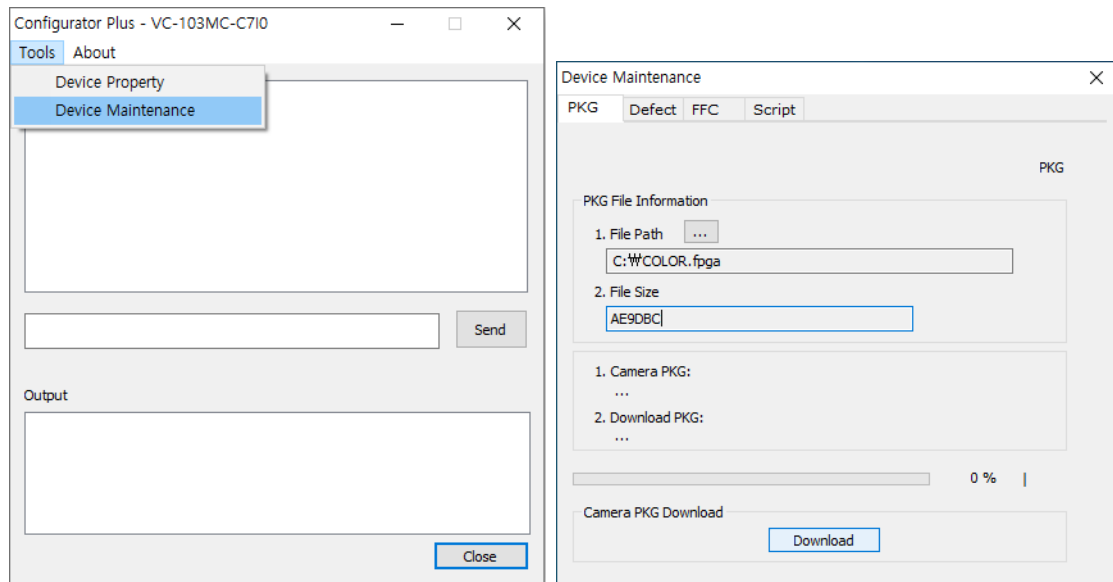 Configurator Plus - VC-103MC-C7I0
Tools About
Device Property
Device Maintenance
Send
Output
Close
Device Maintenance
PKG Defect FFC Script
PKG
PKG File Information
1. File Path ...
C:₩COLOR.fpga
2. File Size
AE9DBC
1. Camera PKG:
...
2. Download PKG:
...
0 %
Camera PKG Download
Download